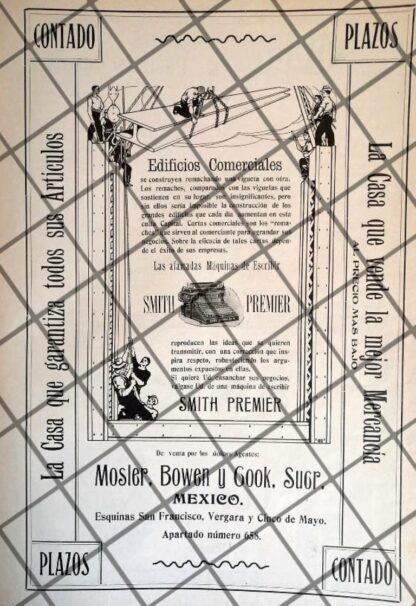 CONTADO
PLAZOS
La Casa que garantiza todos sus Artículos
La Casa que vende la mejor Mercancía
AL PRECIO MAS BAJO
Edificios Comerciales
se construyen remachando una vigueta con otra.
Los remaches, comparados con las viguetas que
sostienen en su lugar, son insignificantes, pero
sin ellos sería imposible la construcción de los
grandes edificios que cada día aumentan en esta
culta Capital. Cartas comerciales son los "rema-
ches" que sirven al comerciante para agrandar sus
negocios. Sobre la eficacia de tales cartas depen-
de el éxito de sus empresas.
Las afamadas Máquinas de Escribir
SMITH PREMIER
reproducen las ideas que se quieren
transmitir, con una corrección que ins-
pira respeto, robusteciendo los argu-
mentos expuestos en ellas.
Si quiere Ud. ensanchar sus negocios,
válgase Ud. de una máquina de escribir
SMITH PREMIER
De venta por los únicos Agentes:
Mosler, Bowen y Cook, Sucr.
MEXICO.
Esquinas San Francisco, Vergara y Cinco de Mayo.
Apartado número 658.
PLAZOS
CONTADO